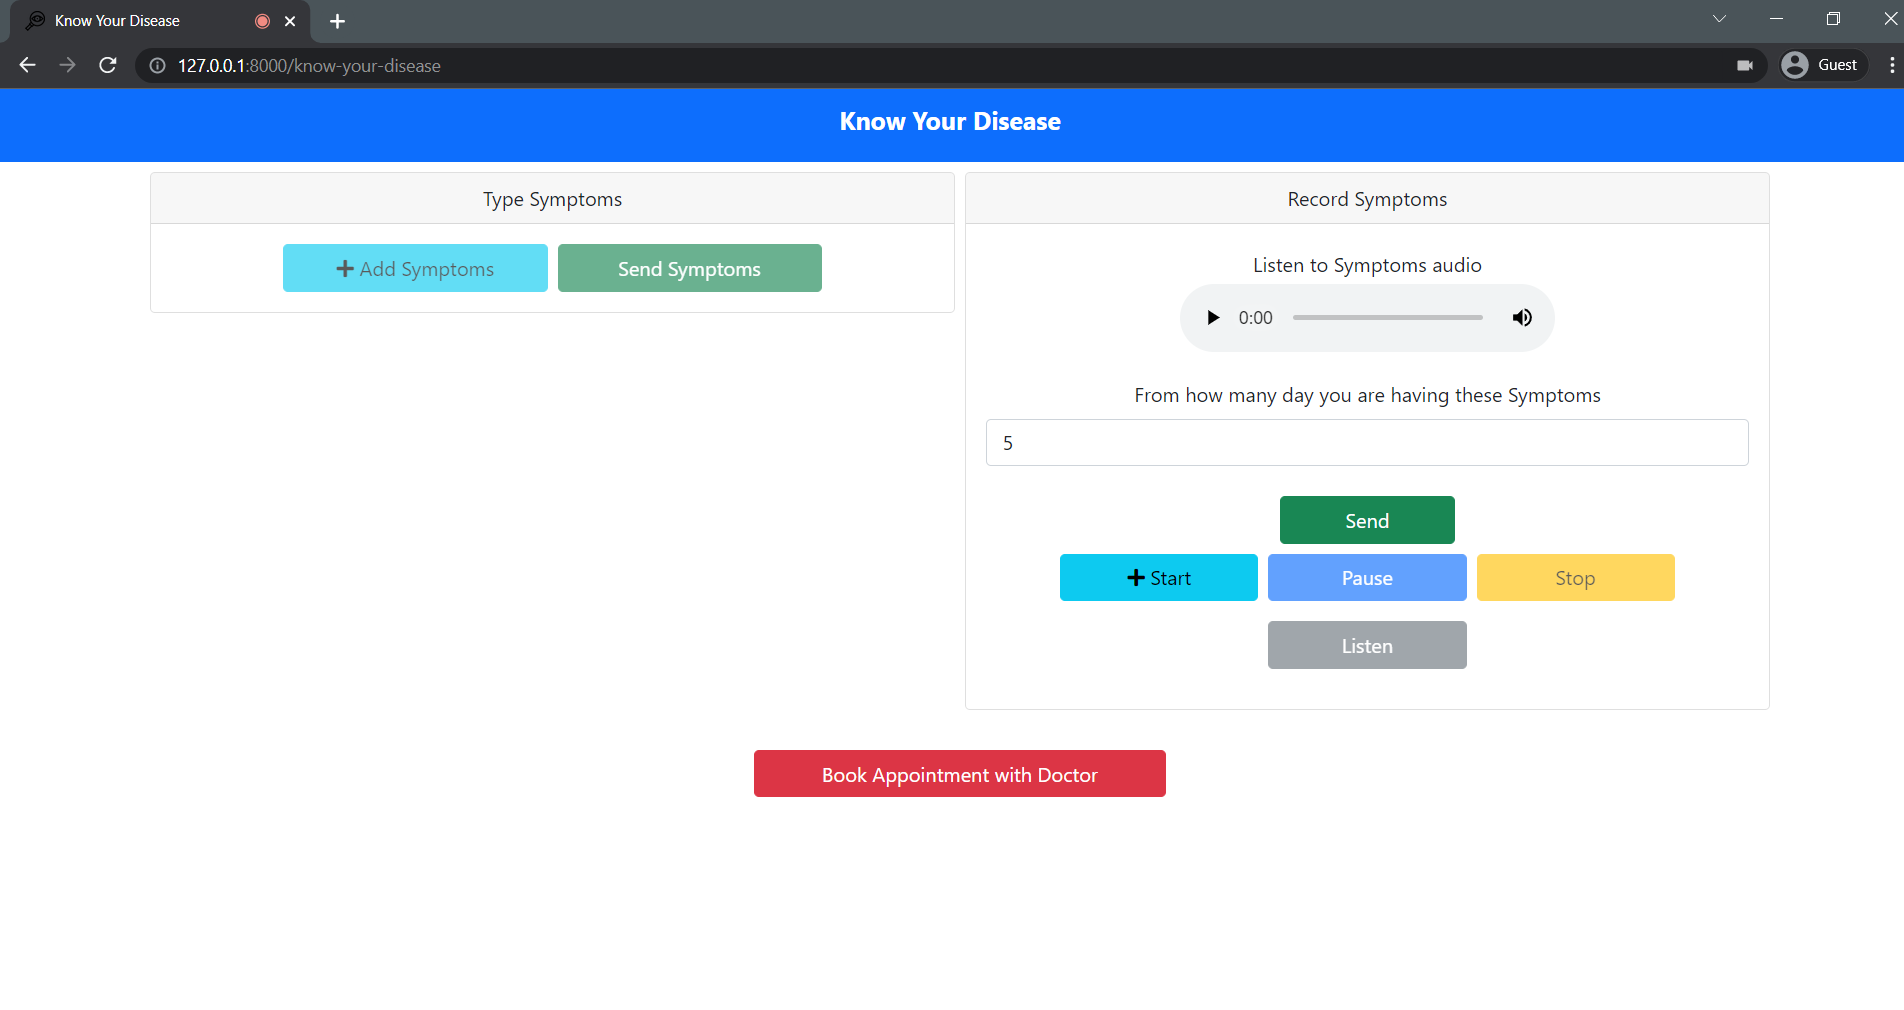 Know Your Disease
127.0.0.1:8000/know-your-disease
Guest
Know Your Disease
Type Symptoms
Add Symptoms
Send Symptoms
Record Symptoms
Listen to Symptoms audio
0:00
From how many day you are having these Symptoms
5
Send
Start
Pause
Stop
Listen
Book Appointment with Doctor